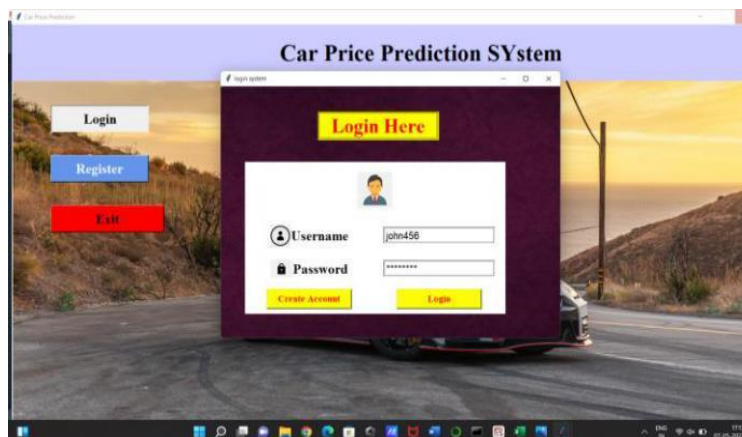 Car Price Prediction
Car Price Prediction SYstem
login system
Login Here
Login
Register
Exit
Username
john456
Password
********
Create Account
Login
ENG